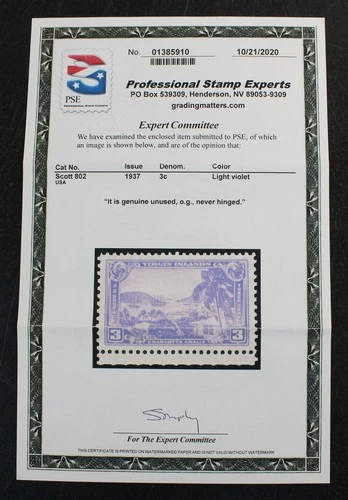 No. 01385910 10/21/2020
PSE
Professional Stamp Experts
PO Box 539309, Henderson, NV 89053-9309
gradingmatters.com
Expert Committee
We have examined the enclosed item submitted to PSE, of which
an image is shown below, and are of the opinion that:
Cat No. Issue Denom. Color
Scott 802 1937 3c Light violet
USA
"it is genuine unused, o.g., never hinged."
VIRGIN ISLANDS
3 3
CHARLOTTE AMALIE
For The Expert Committee
THIS CERTIFICATE IS PRINTED ON WATERMARKED PAPER AND IS NOT VALID WITHOUT WATERMARK